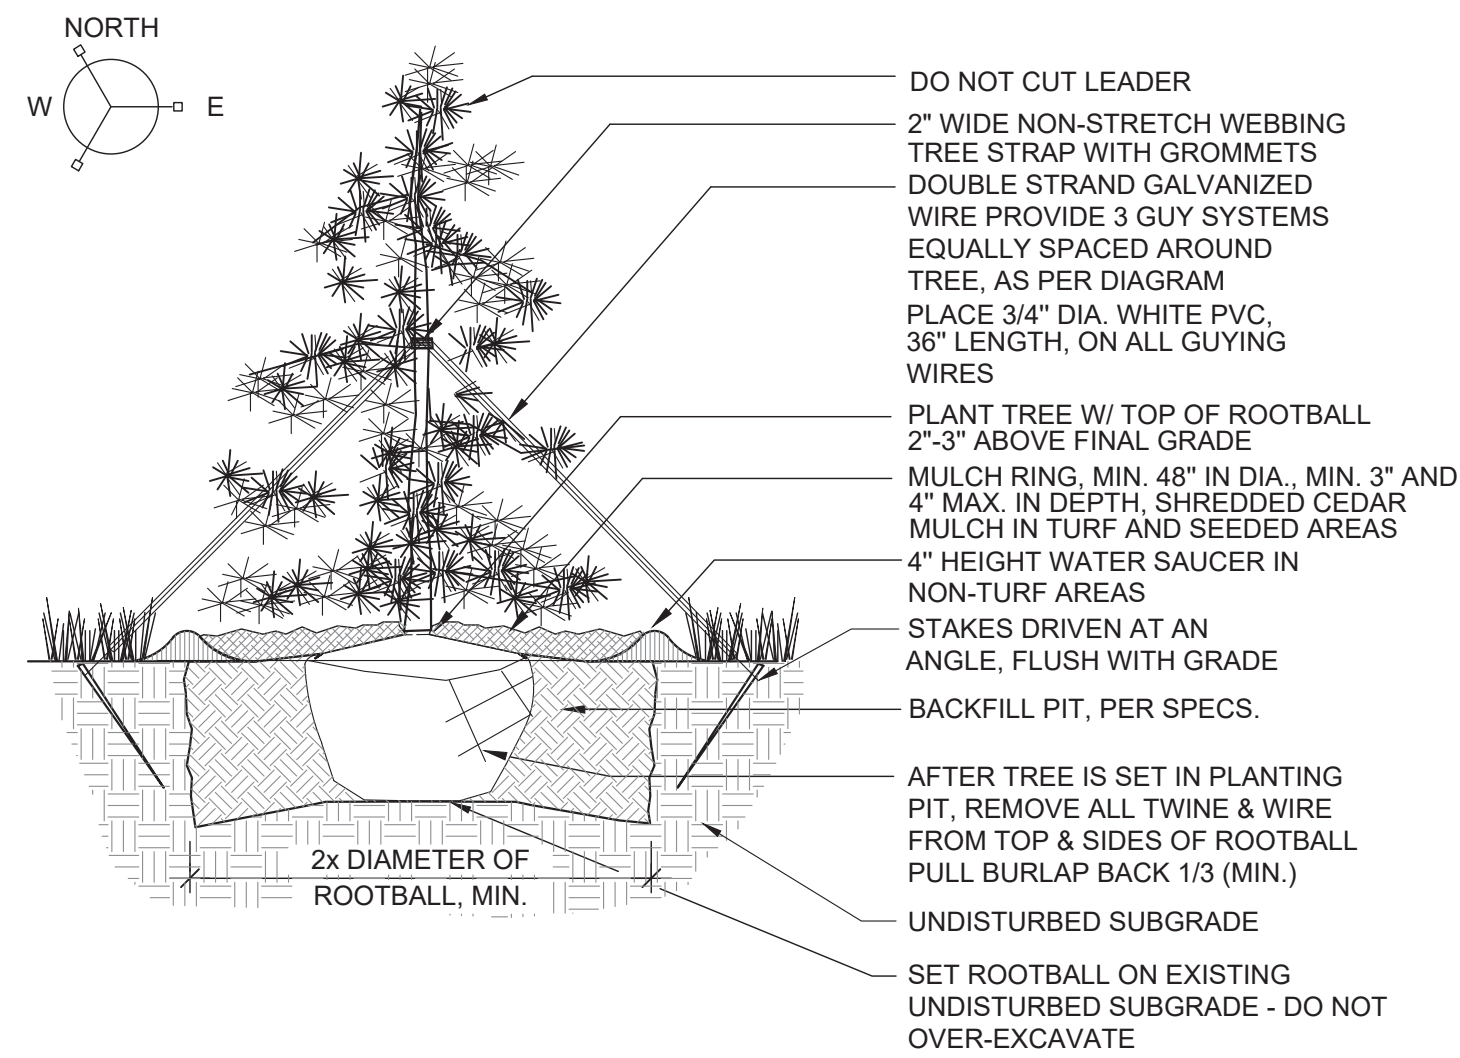 NORTH
W
E
DO NOT CUT LEADER
2" WIDE NON-STRETCH WEBBING
TREE STRAP WITH GROMMETS
DOUBLE STRAND GALVANIZED
WIRE PROVIDE 3 GUY SYSTEMS
EQUALLY SPACED AROUND
TREE, AS PER DIAGRAM
PLACE 3/4" DIA. WHITE PVC,
36" LENGTH, ON ALL GUYING
WIRES
PLANT TREE W/ TOP OF ROOTBALL
2"-3" ABOVE FINAL GRADE
MULCH RING, MIN. 48" IN DIA., MIN. 3" AND
4" MAX. IN DEPTH, SHREDDED CEDAR
MULCH IN TURF AND SEEDED AREAS
4" HEIGHT WATER SAUCER IN
NON-TURF AREAS
STAKES DRIVEN AT AN
ANGLE, FLUSH WITH GRADE
BACKFILL PIT, PER SPECS.
AFTER TREE IS SET IN PLANTING
PIT, REMOVE ALL TWINE & WIRE
FROM TOP & SIDES OF ROOTBALL
PULL BURLAP BACK 1/3 (MIN.)
UNDISTURBED SUBGRADE
SET ROOTBALL ON EXISTING
UNDISTURBED SUBGRADE - DO NOT
OVER-EXCAVATE
2x DIAMETER OF
ROOTBALL, MIN.